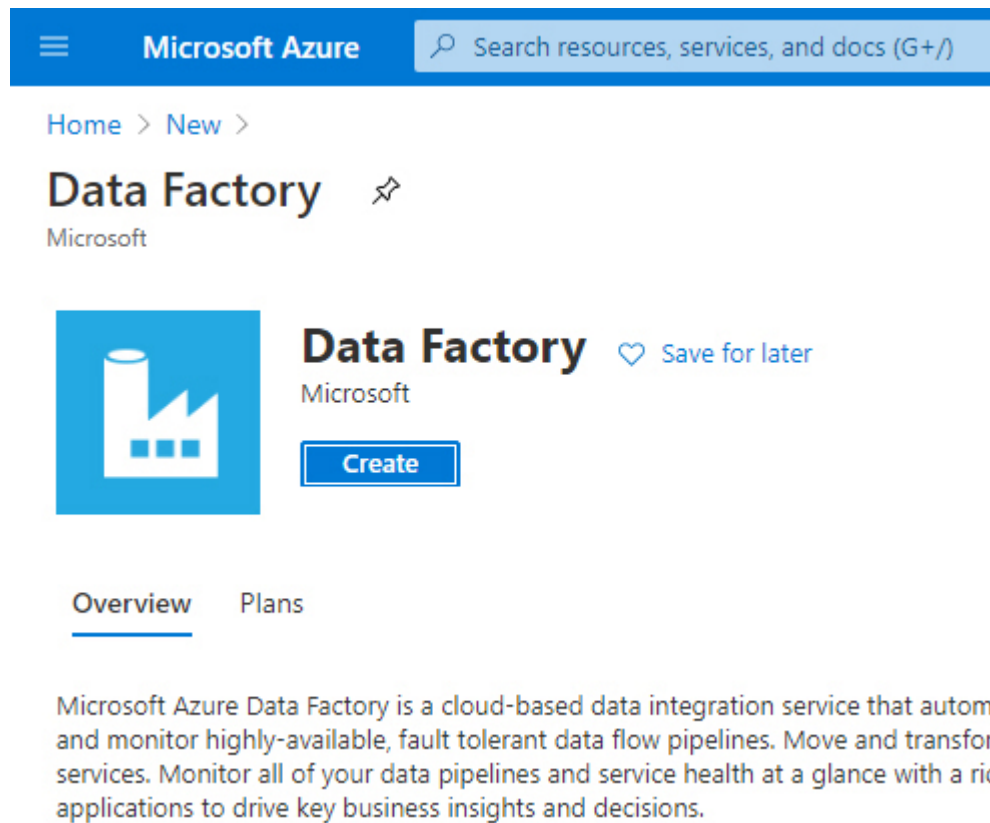 Microsoft Azure
Search resources, services, and docs (G+/)
Home > New >
Data Factory
Microsoft
Data Factory
Save for later
Microsoft
Create
Overview Plans
Microsoft Azure Data Factory is a cloud-based data integration service that
and monitor highly-available, fault tolerant data flow pipelines. Move and
services. Monitor all of your data pipelines and service health at a glance with a
applications to drive key business insights and decisions.